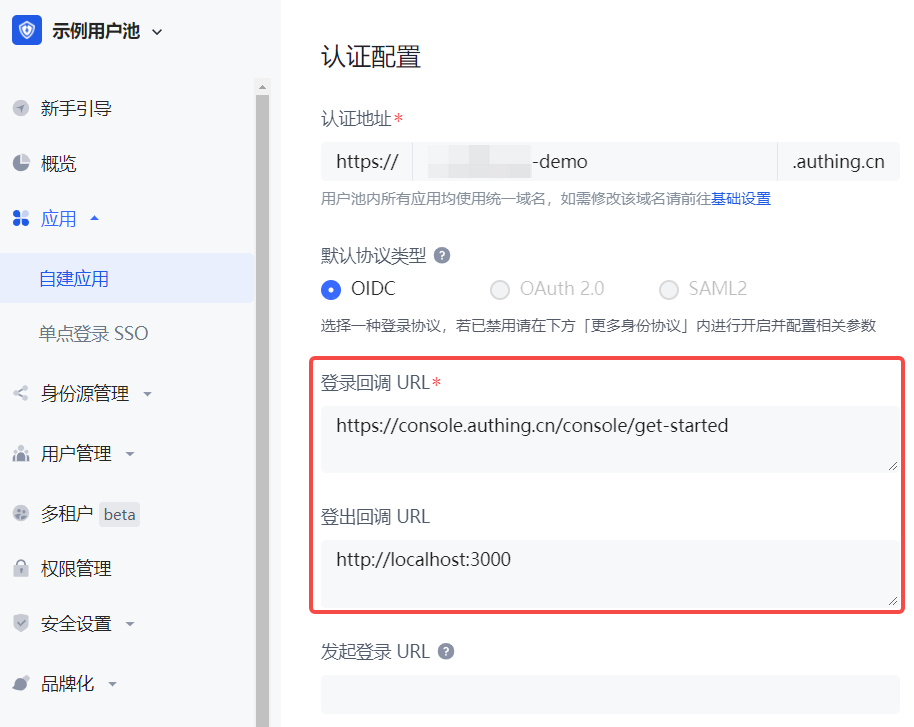 示例用户池
新手引导
概览
应用
自建应用
单点登录 SSO
身份源管理
用户管理
多租户 beta
权限管理
安全设置
品牌化
认证配置
认证地址*
https:// -demo .authing.cn
用户池内所有应用均使用统一域名，如需修改该域名请前往基础设置
默认协议类型 ?
OIDC OAuth 2.0 SAML2
选择一种登录协议，若已禁用请在下方「更多身份协议」内进行开启并配置相关参数
登录回调 URL*
https://console.authing.cn/console/get-started
登出回调 URL
http://localhost:3000
发起登录 URL ?